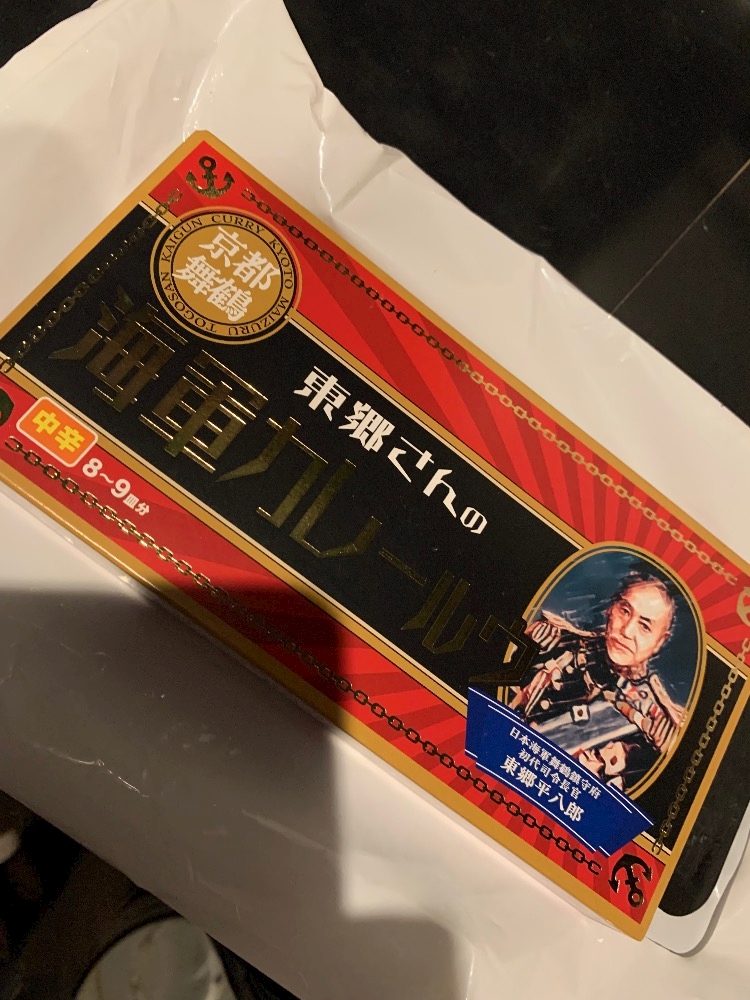 KAIGUN CURRY KYOTO MAIZURU TOGOSAN
京都
舞鶴
東郷さんの
海軍カレールウ
中辛
8～9皿分
日本海軍舞鶴鎮守府
初代司令長官
東郷平八郎